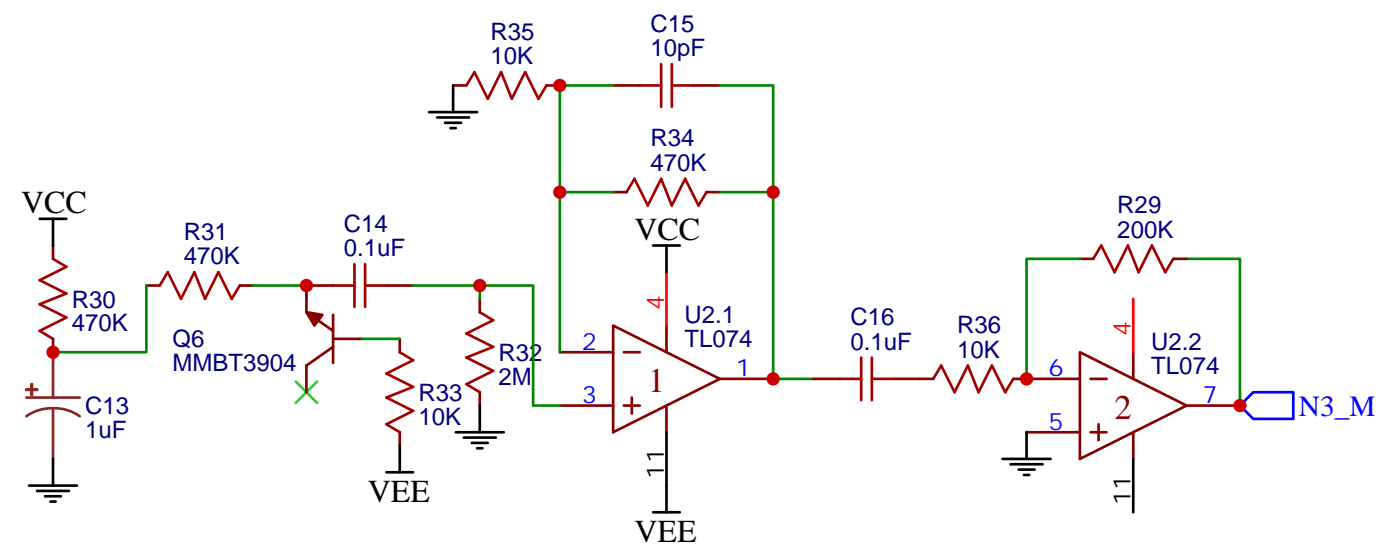 R35
10K
C15
10pF
R34
470K
VCC
R31
470K
C14
0.1uF
VCC
R29
200K
R30
470K
Q6
MMBT3904
R32
2M
R33
10K
4
U2.1
TL074
2
1
1
3
C16
0.1uF
R36
10K
4
U2.2
TL074
6
2
7
5
N3_M
+
C13
1uF
VEE
11
VEE
11